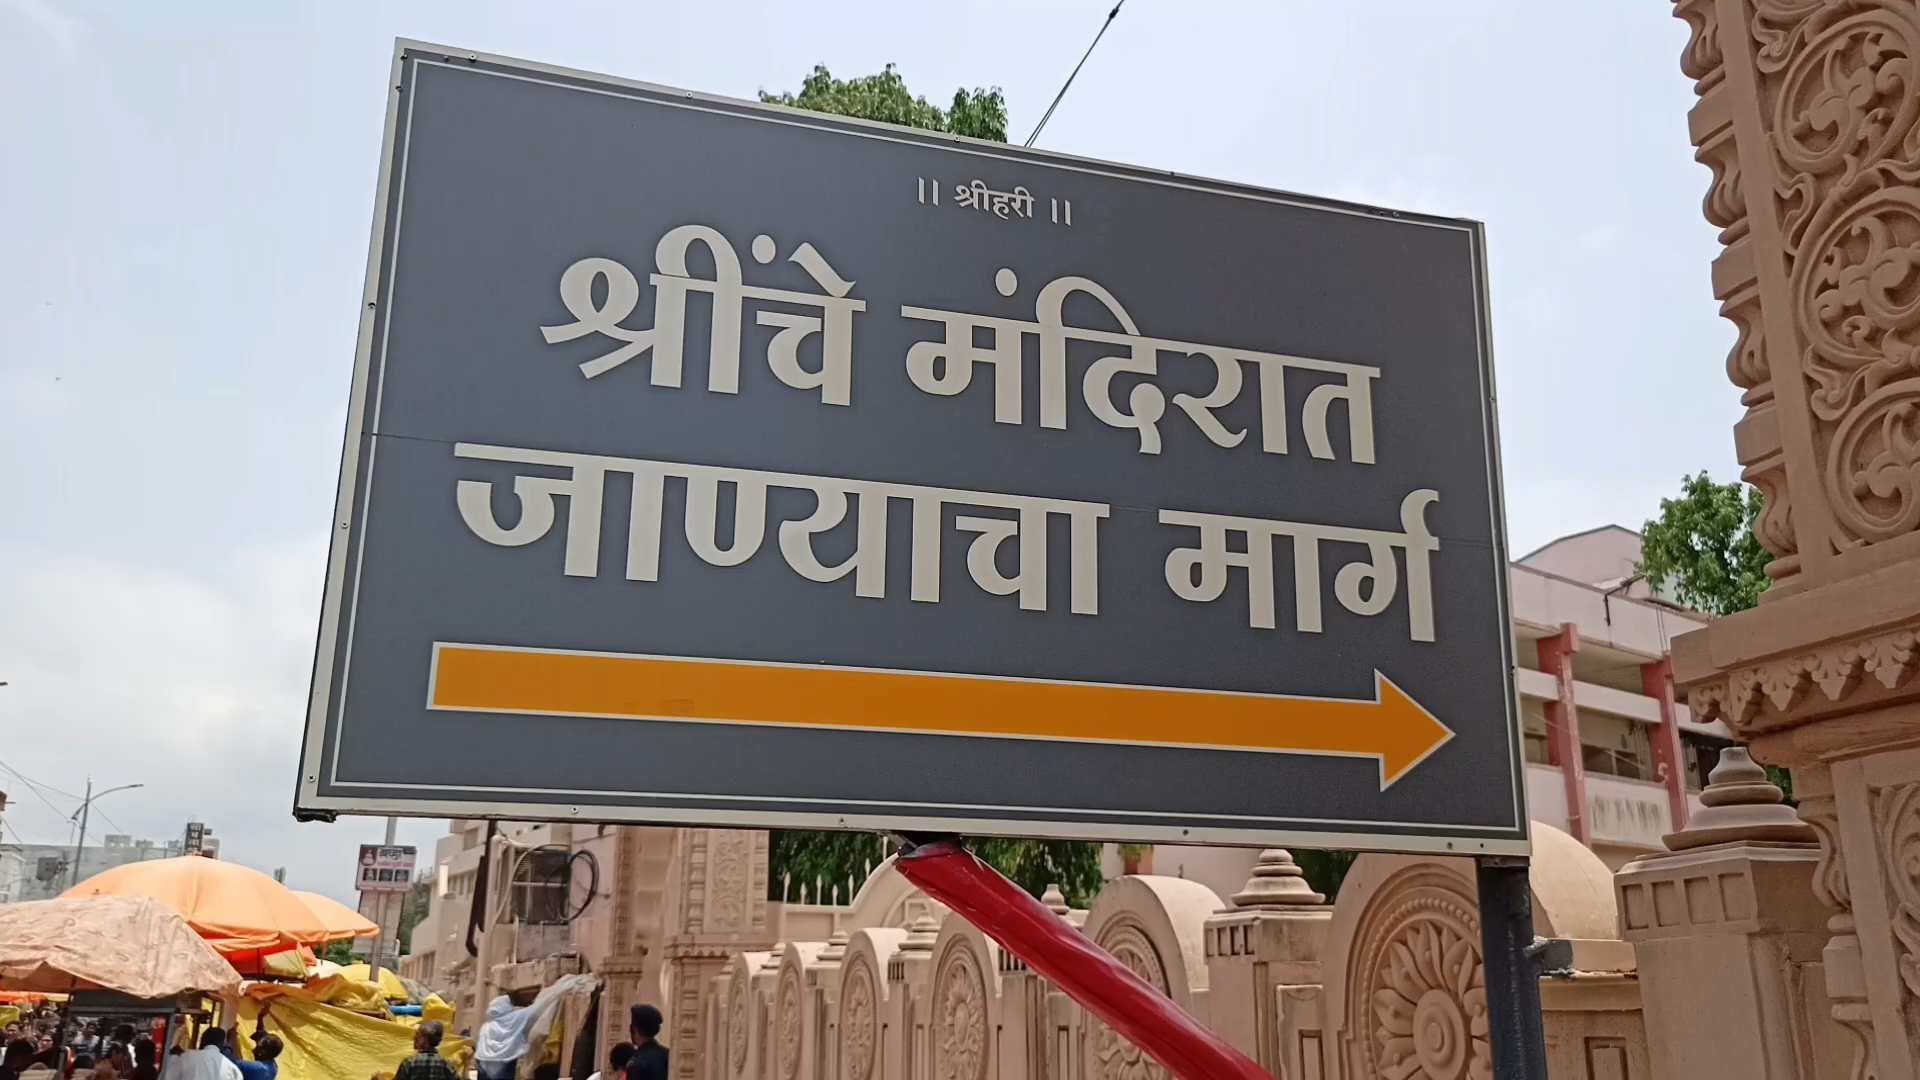 ।। श्रीहरी ।।
श्रींचे मंदिरात
जाण्याचा मार्ग